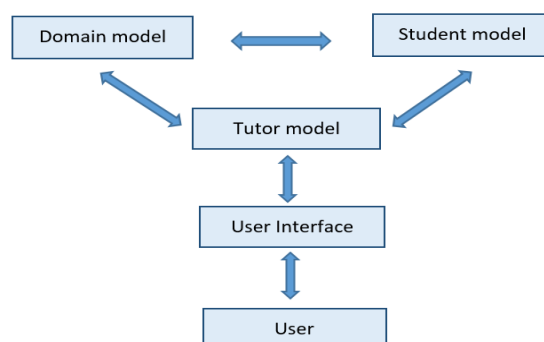 Domain model
Student model
Tutor model
User Interface
User